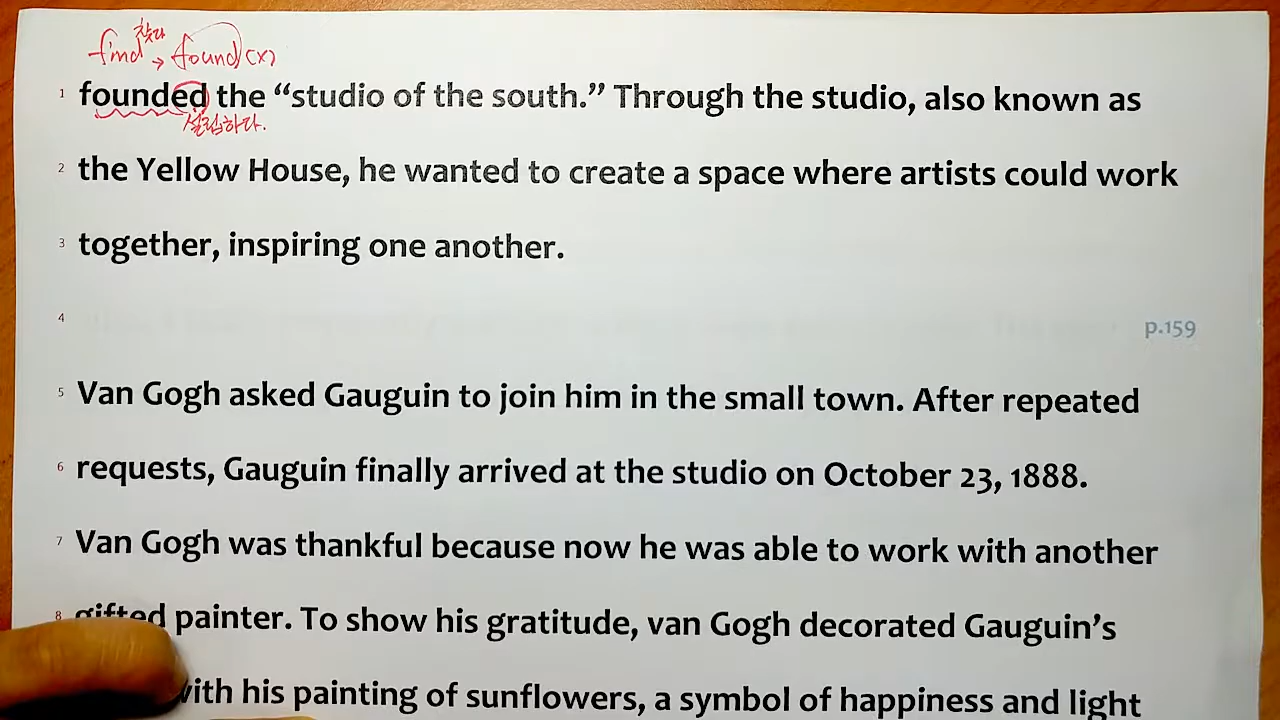 find 찾다 → found (x)
1 founded the “studio of the south.” Through the studio, also known as
설립하다.
2 the Yellow House, he wanted to create a space where artists could work
3 together, inspiring one another.
4 p.159
5 Van Gogh asked Gauguin to join him in the small town. After repeated
6 requests, Gauguin finally arrived at the studio on October 23, 1888.
7 Van Gogh was thankful because now he was able to work with another
8 gifted painter. To show his gratitude, van Gogh decorated Gauguin’s
with his painting of sunflowers, a symbol of happiness and light